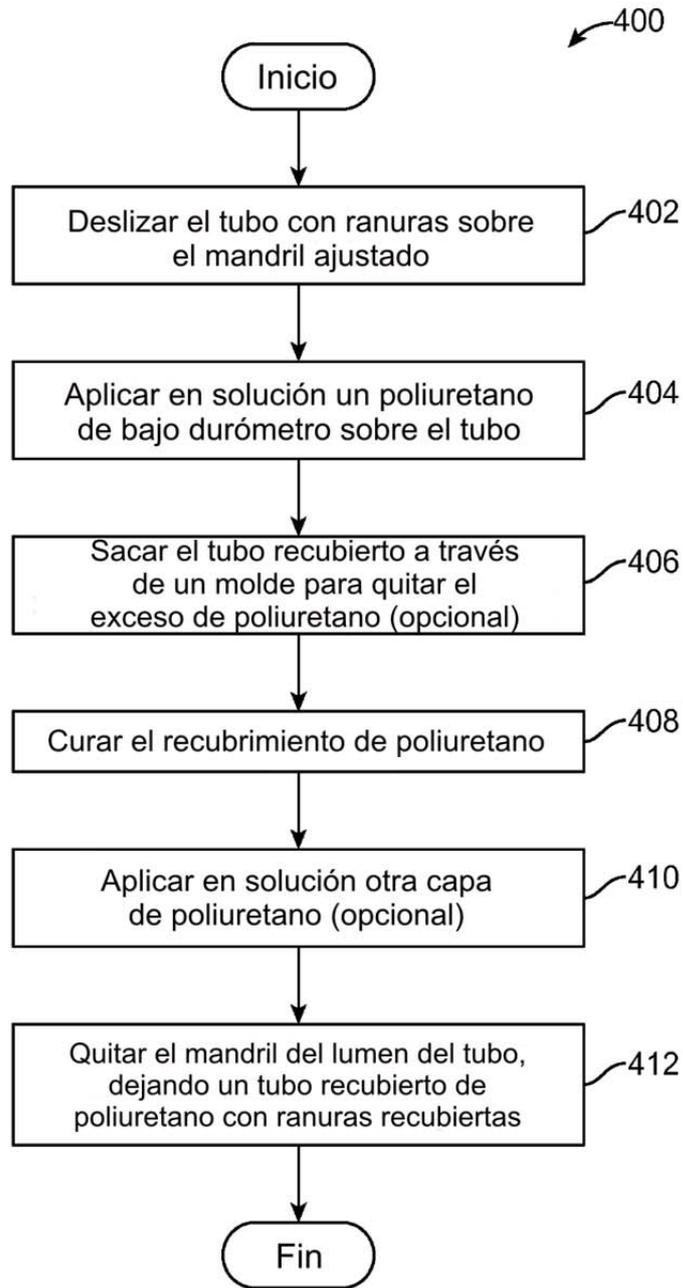 400
Inicio
Deslizar el tubo con ranuras sobre
el mandril ajustado
402
Aplicar en solución un poliuretano
de bajo durómetro sobre el tubo
404
Sacar el tubo recubierto a través
de un molde para quitar el
exceso de poliuretano (opcional)
406
Curar el recubrimiento de poliuretano
408
Aplicar en solución otra capa
de poliuretano (opcional)
410
Quitar el mandril del lumen del tubo,
dejando un tubo recubierto de
poliuretano con ranuras recubiertas
412
Fin